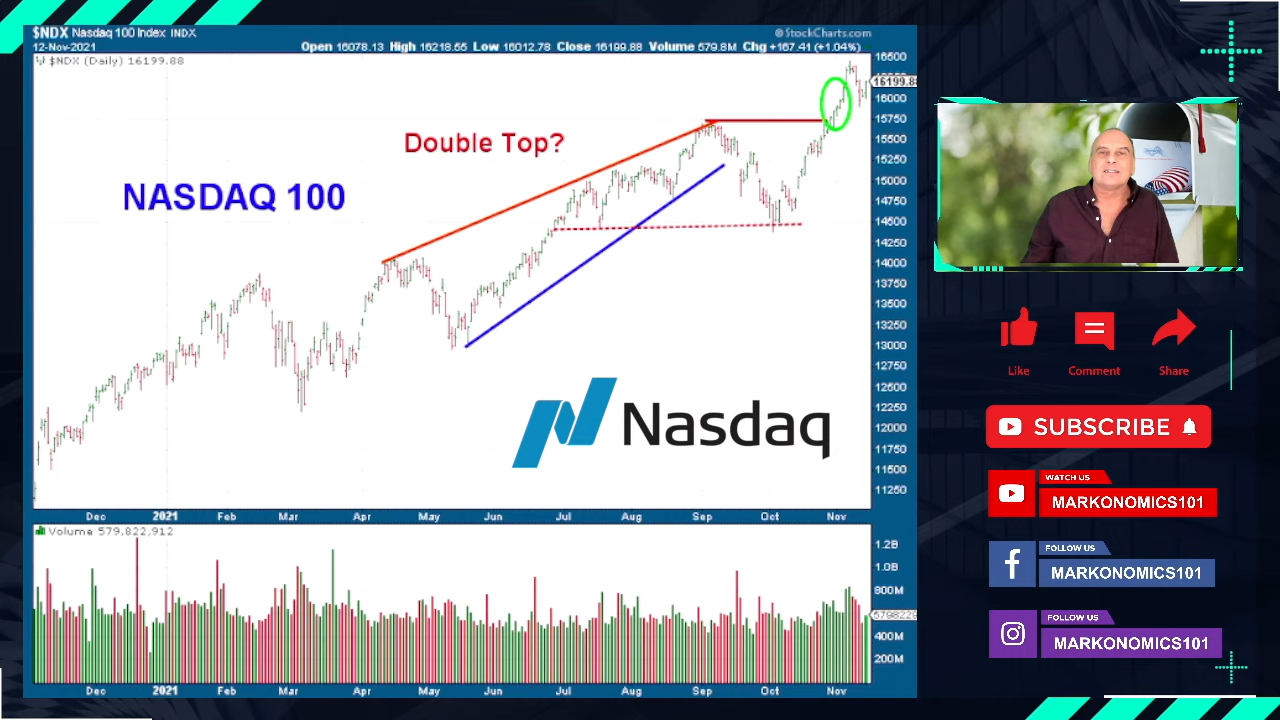 $NDX Nasdaq 100 Index INDX
© StockCharts.com
12-Nov-2021
Open 16078.13 High 16218.55 Low 16012.78 Close 16199.88 Volume 579.8M Chg +167.41 (+1.04%)
$NDX (Daily) 16199.88
16500
16199.88
16000
15750
15500
15250
15000
14750
14500
14250
14000
13750
13500
13250
13000
12750
12500
12250
12000
11750
11500
11250
Double Top?
NASDAQ 100
Nasdaq
Dec 2021 Feb Mar Apr May Jun Jul Aug Sep Oct Nov
Volume 579,822,912
1.2B
1.0B
800M
5798228
400M
200M
Dec 2021 Feb Mar Apr May Jun Jul Aug Sep Oct Nov
Like Comment Share
SUBSCRIBE
WATCH US
MARKONOMICS101
FOLLOW US
MARKONOMICS101
FOLLOW US
MARKONOMICS101